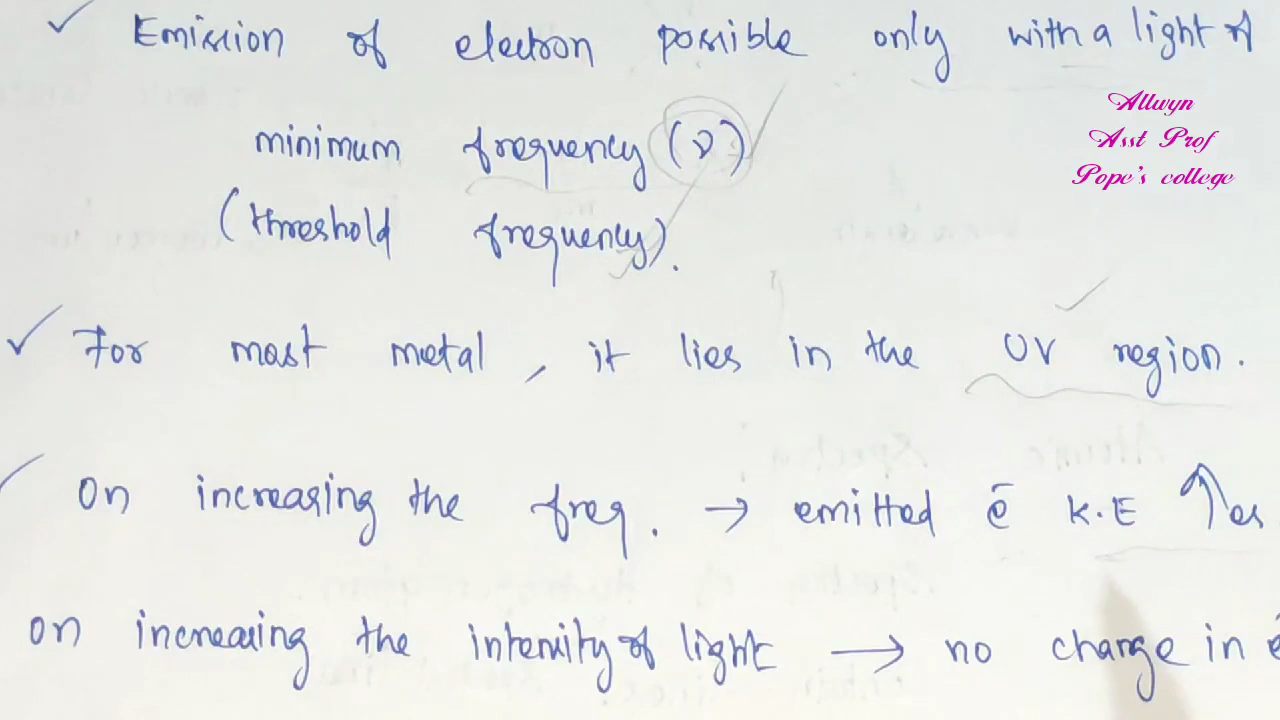 Emission of electron possible only with a light of
Allwyn
Asst Prof
Pope's college
minimum frequency (ν)
(threshold frequency).
For most metal, it lies in the UV region.
On increasing the freq. → emitted ē K.E ↑es
on increasing the intensity of light → no change in ē